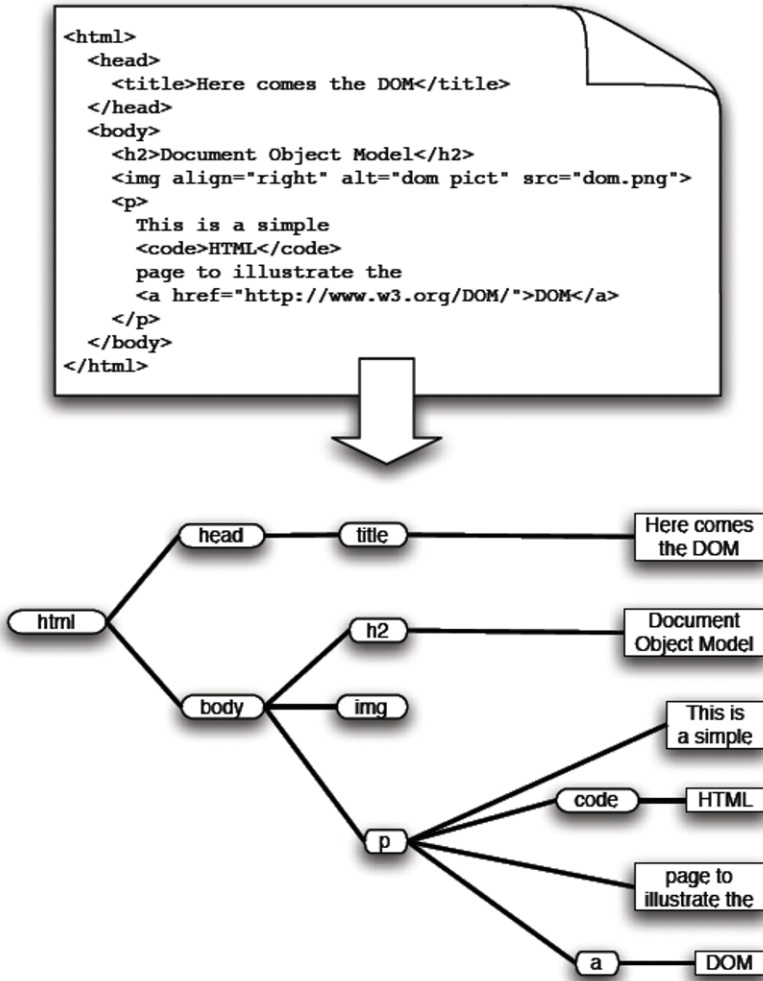 <html>
<head>
<title>Here comes the DOM</title>
</head>
<body>
<h2>Document Object Model</h2>
<img align="right" alt="dom pict" src="dom.png">
<p>
This is a simple
<code>HTML</code>
page to illustrate the
<a href="http://www.w3.org/DOM/">DOM</a>
</p>
</body>
</html>
head
title
Here comes
the DOM
html
h2
Document
Object Model
body
img
This is
a simple
code
HTML
p
page to
illustrate the
a
DOM